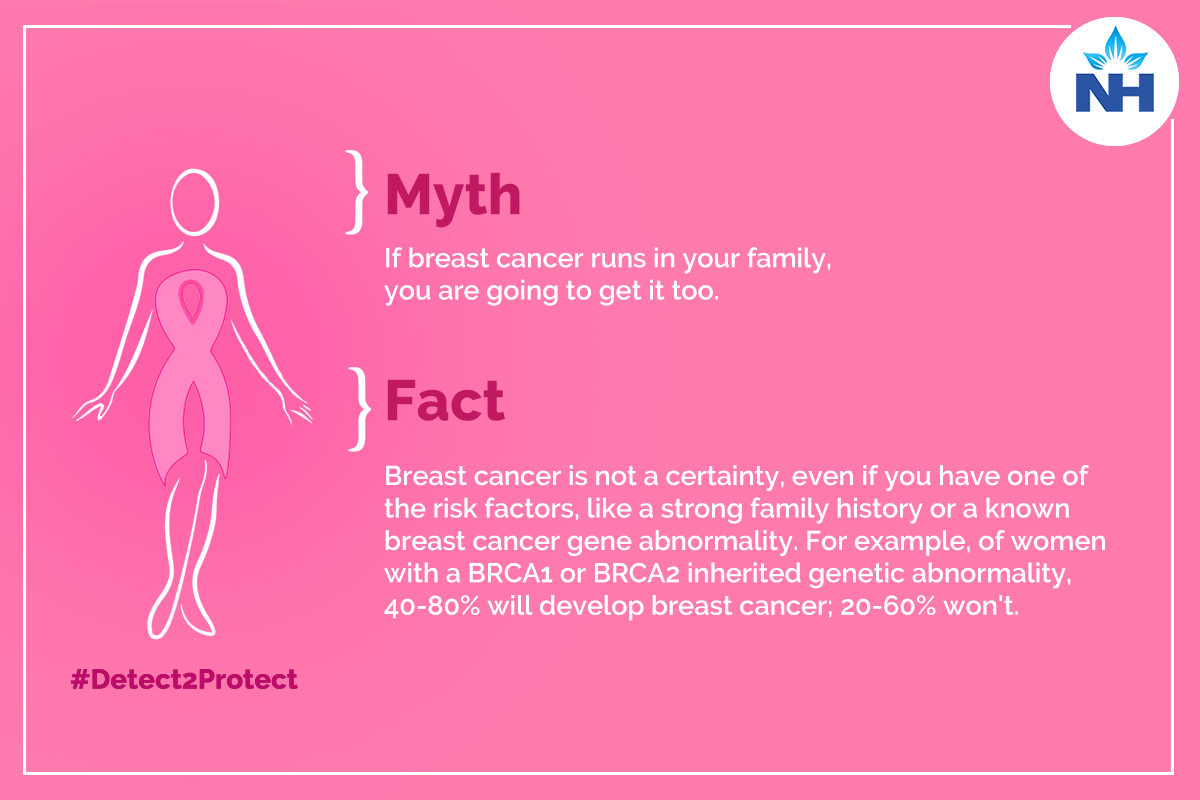 NH
Myth
If breast cancer runs in your family,
you are going to get it too.
Fact
Breast cancer is not a certainty, even if you have one of
the risk factors, like a strong family history or a known
breast cancer gene abnormality. For example, of women
with a BRCA1 or BRCA2 inherited genetic abnormality,
40-80% will develop breast cancer; 20-60% won't.
#Detect2Protect